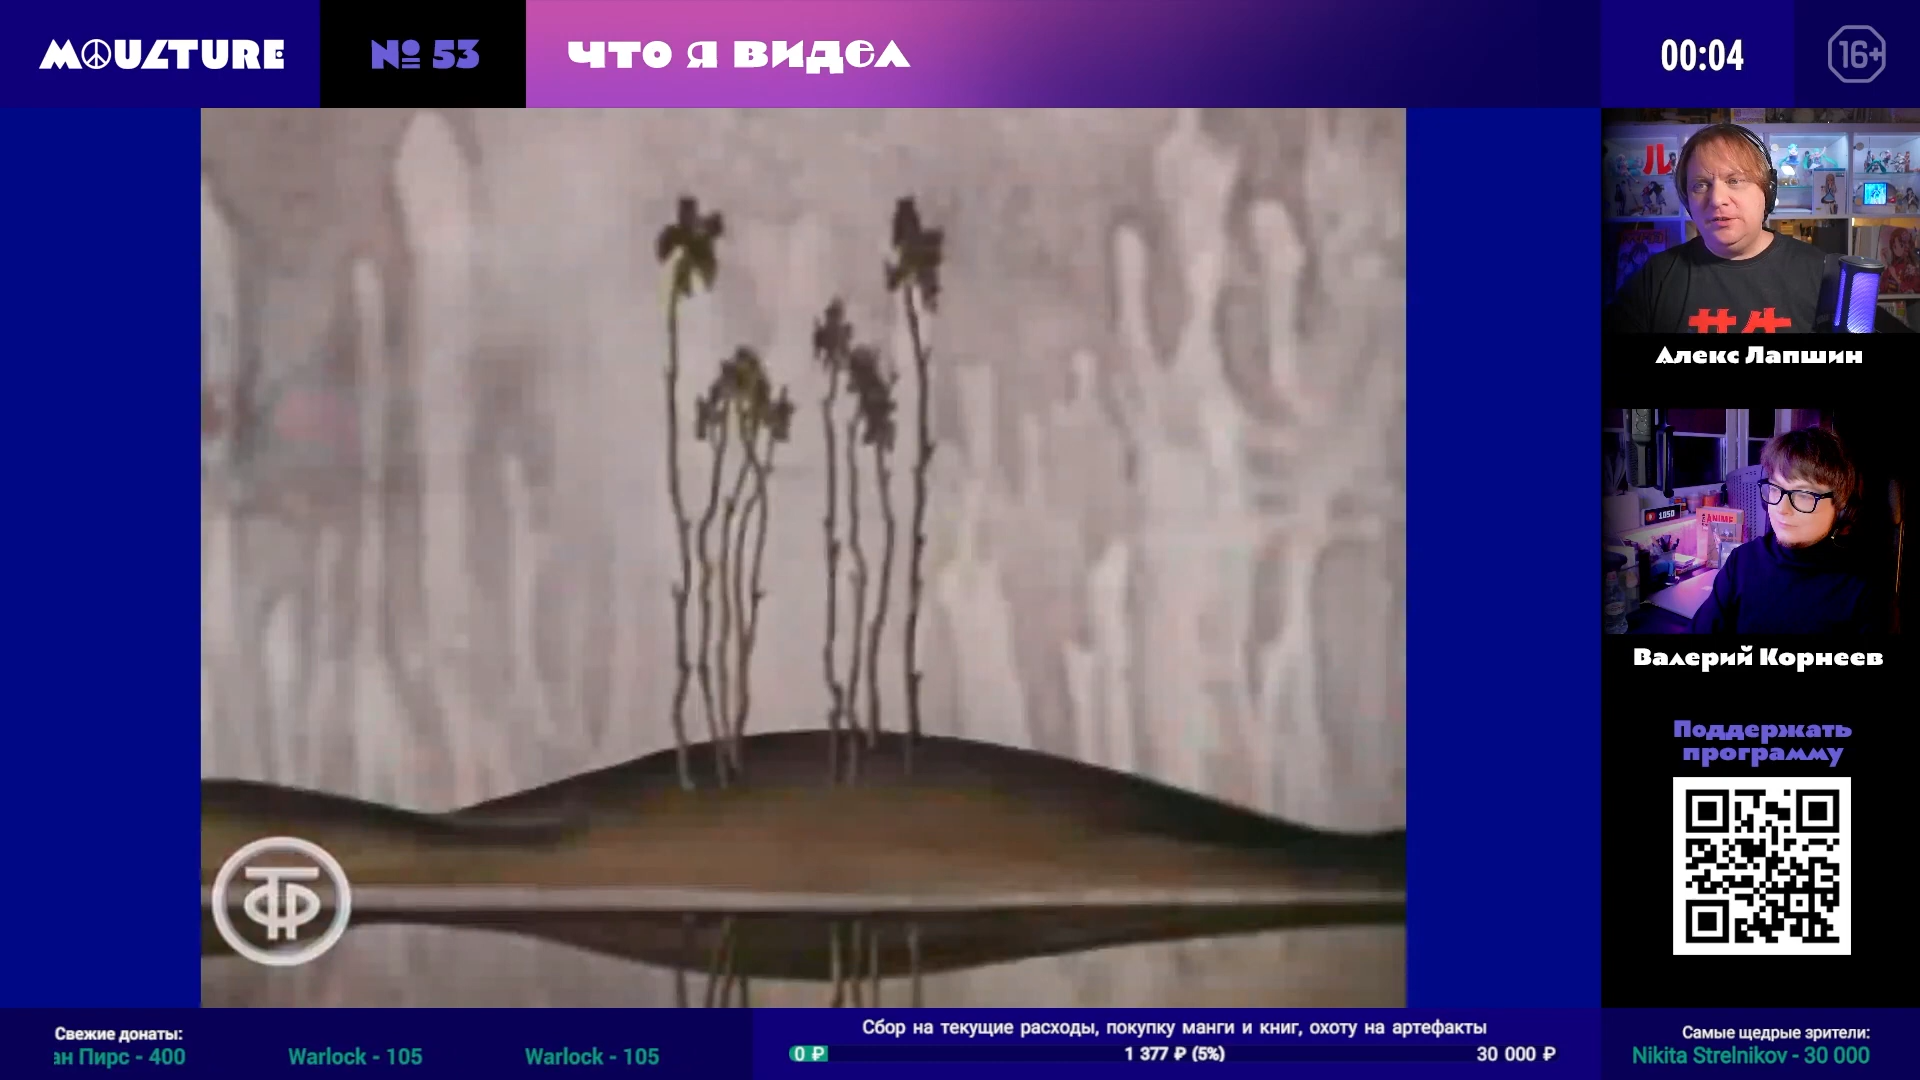 MOULTURE
№ 53
ЧТО Я ВИДЕЛ
00:04
16+
Алекс Лапшин
ANIME
Валерий Корнеев
Поддержать
программу
Свежие донаты:
ан Пирс - 400
Warlock - 105
Warlock - 105
Сбор на текущие расходы, покупку манги и книг, охоту на артефакты
0 ₽
1 377 ₽ (5%)
30 000 ₽
Самые щедрые зрители:
Nikita Strelnikov - 30 000